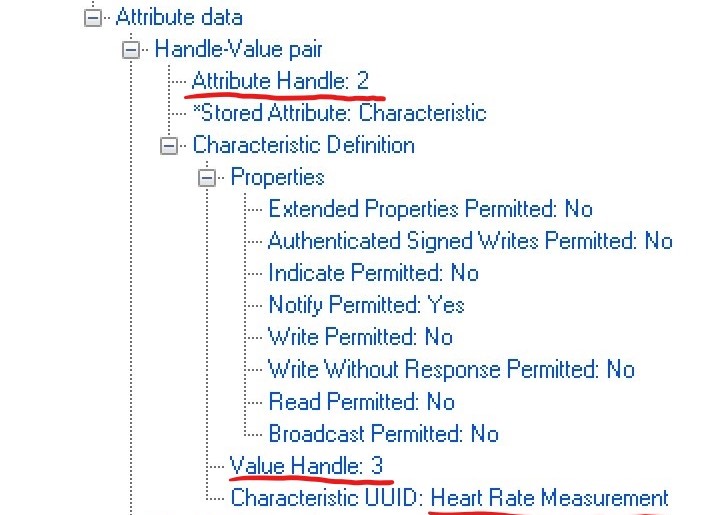 Attribute data
Handle-Value pair
Attribute Handle: 2
*Stored Attribute: Characteristic
Characteristic Definition
Properties
Extended Properties Permitted: No
Authenticated Signed Writes Permitted: No
Indicate Permitted: No
Notify Permitted: Yes
Write Permitted: No
Write Without Response Permitted: No
Read Permitted: No
Broadcast Permitted: No
Value Handle: 3
Characteristic UUID: Heart Rate Measurement